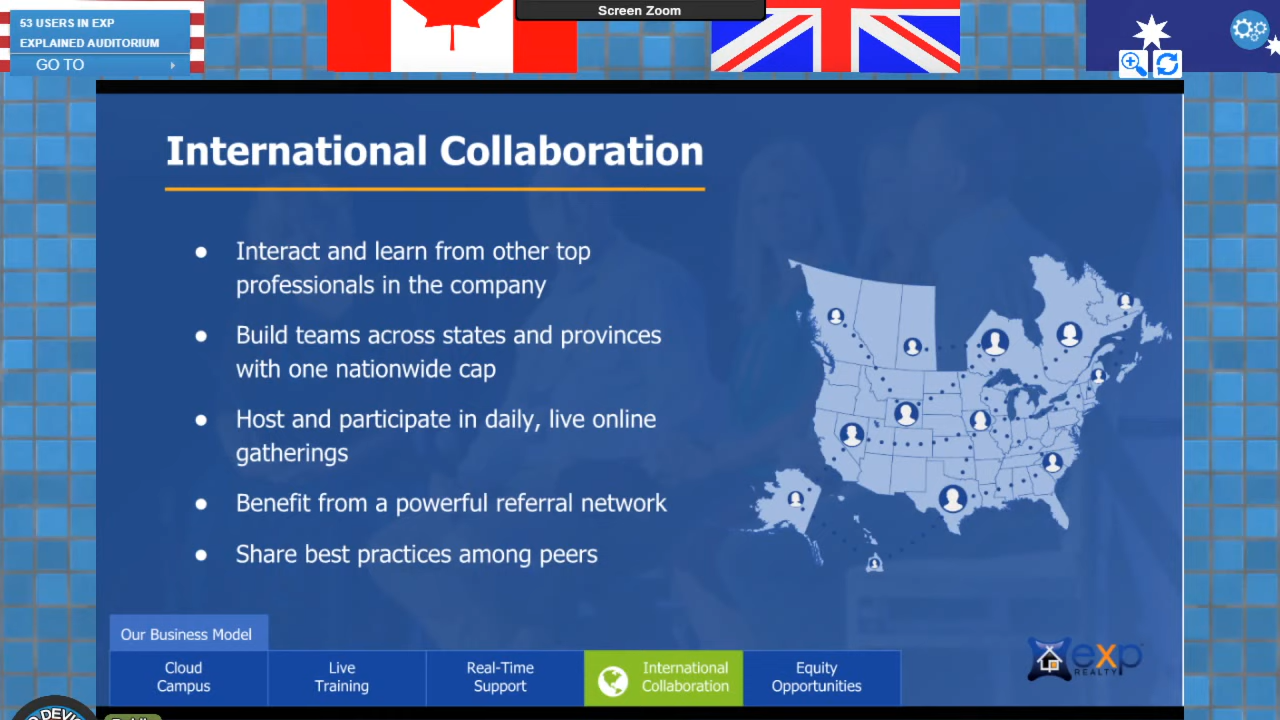 Screen Zoom
53 USERS IN EXP
EXPLAINED AUDITORIUM
GO TO
International Collaboration
● Interact and learn from other top
professionals in the company
● Build teams across states and provinces
with one nationwide cap
● Host and participate in daily, live online
gatherings
● Benefit from a powerful referral network
● Share best practices among peers
Our Business Model
Cloud
Campus
Live
Training
Real-Time
Support
International
Collaboration
Equity
Opportunities
exp
REALTY